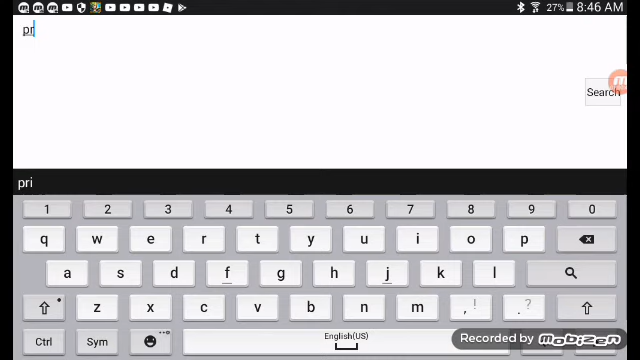 27% 8:46 AM
pr
Search
pri
1 2 3 4 5 6 7 8 9 0
q w e r t y u i o p
a s d f g h j k l
z x c v b n m , ! . ?
Ctrl Sym English(US)
Recorded by mobizen